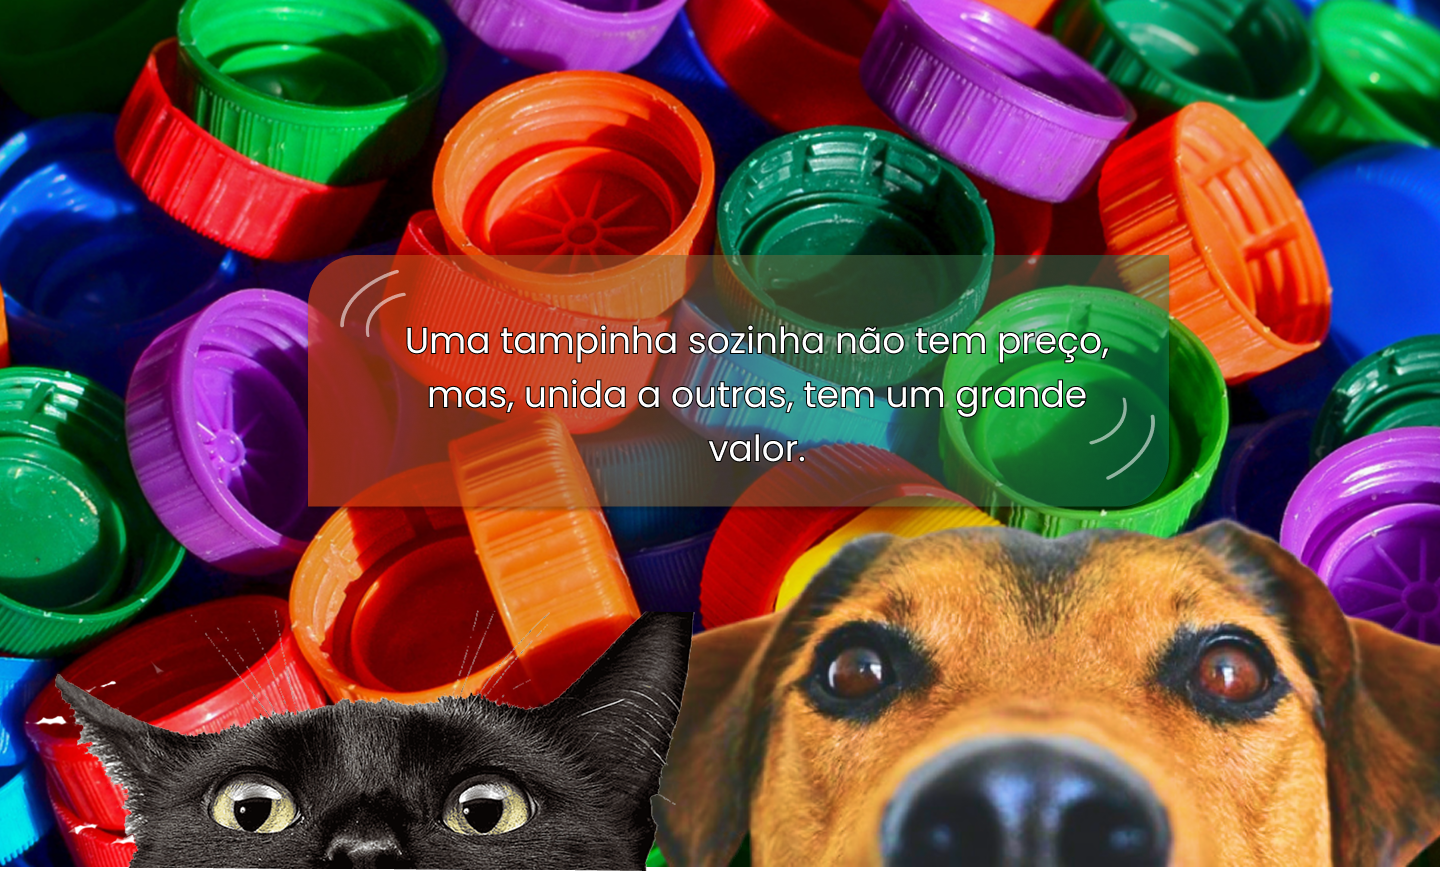 Uma tampinha sozinha não tem preço,
mas, unida a outras, tem um grande
valor.